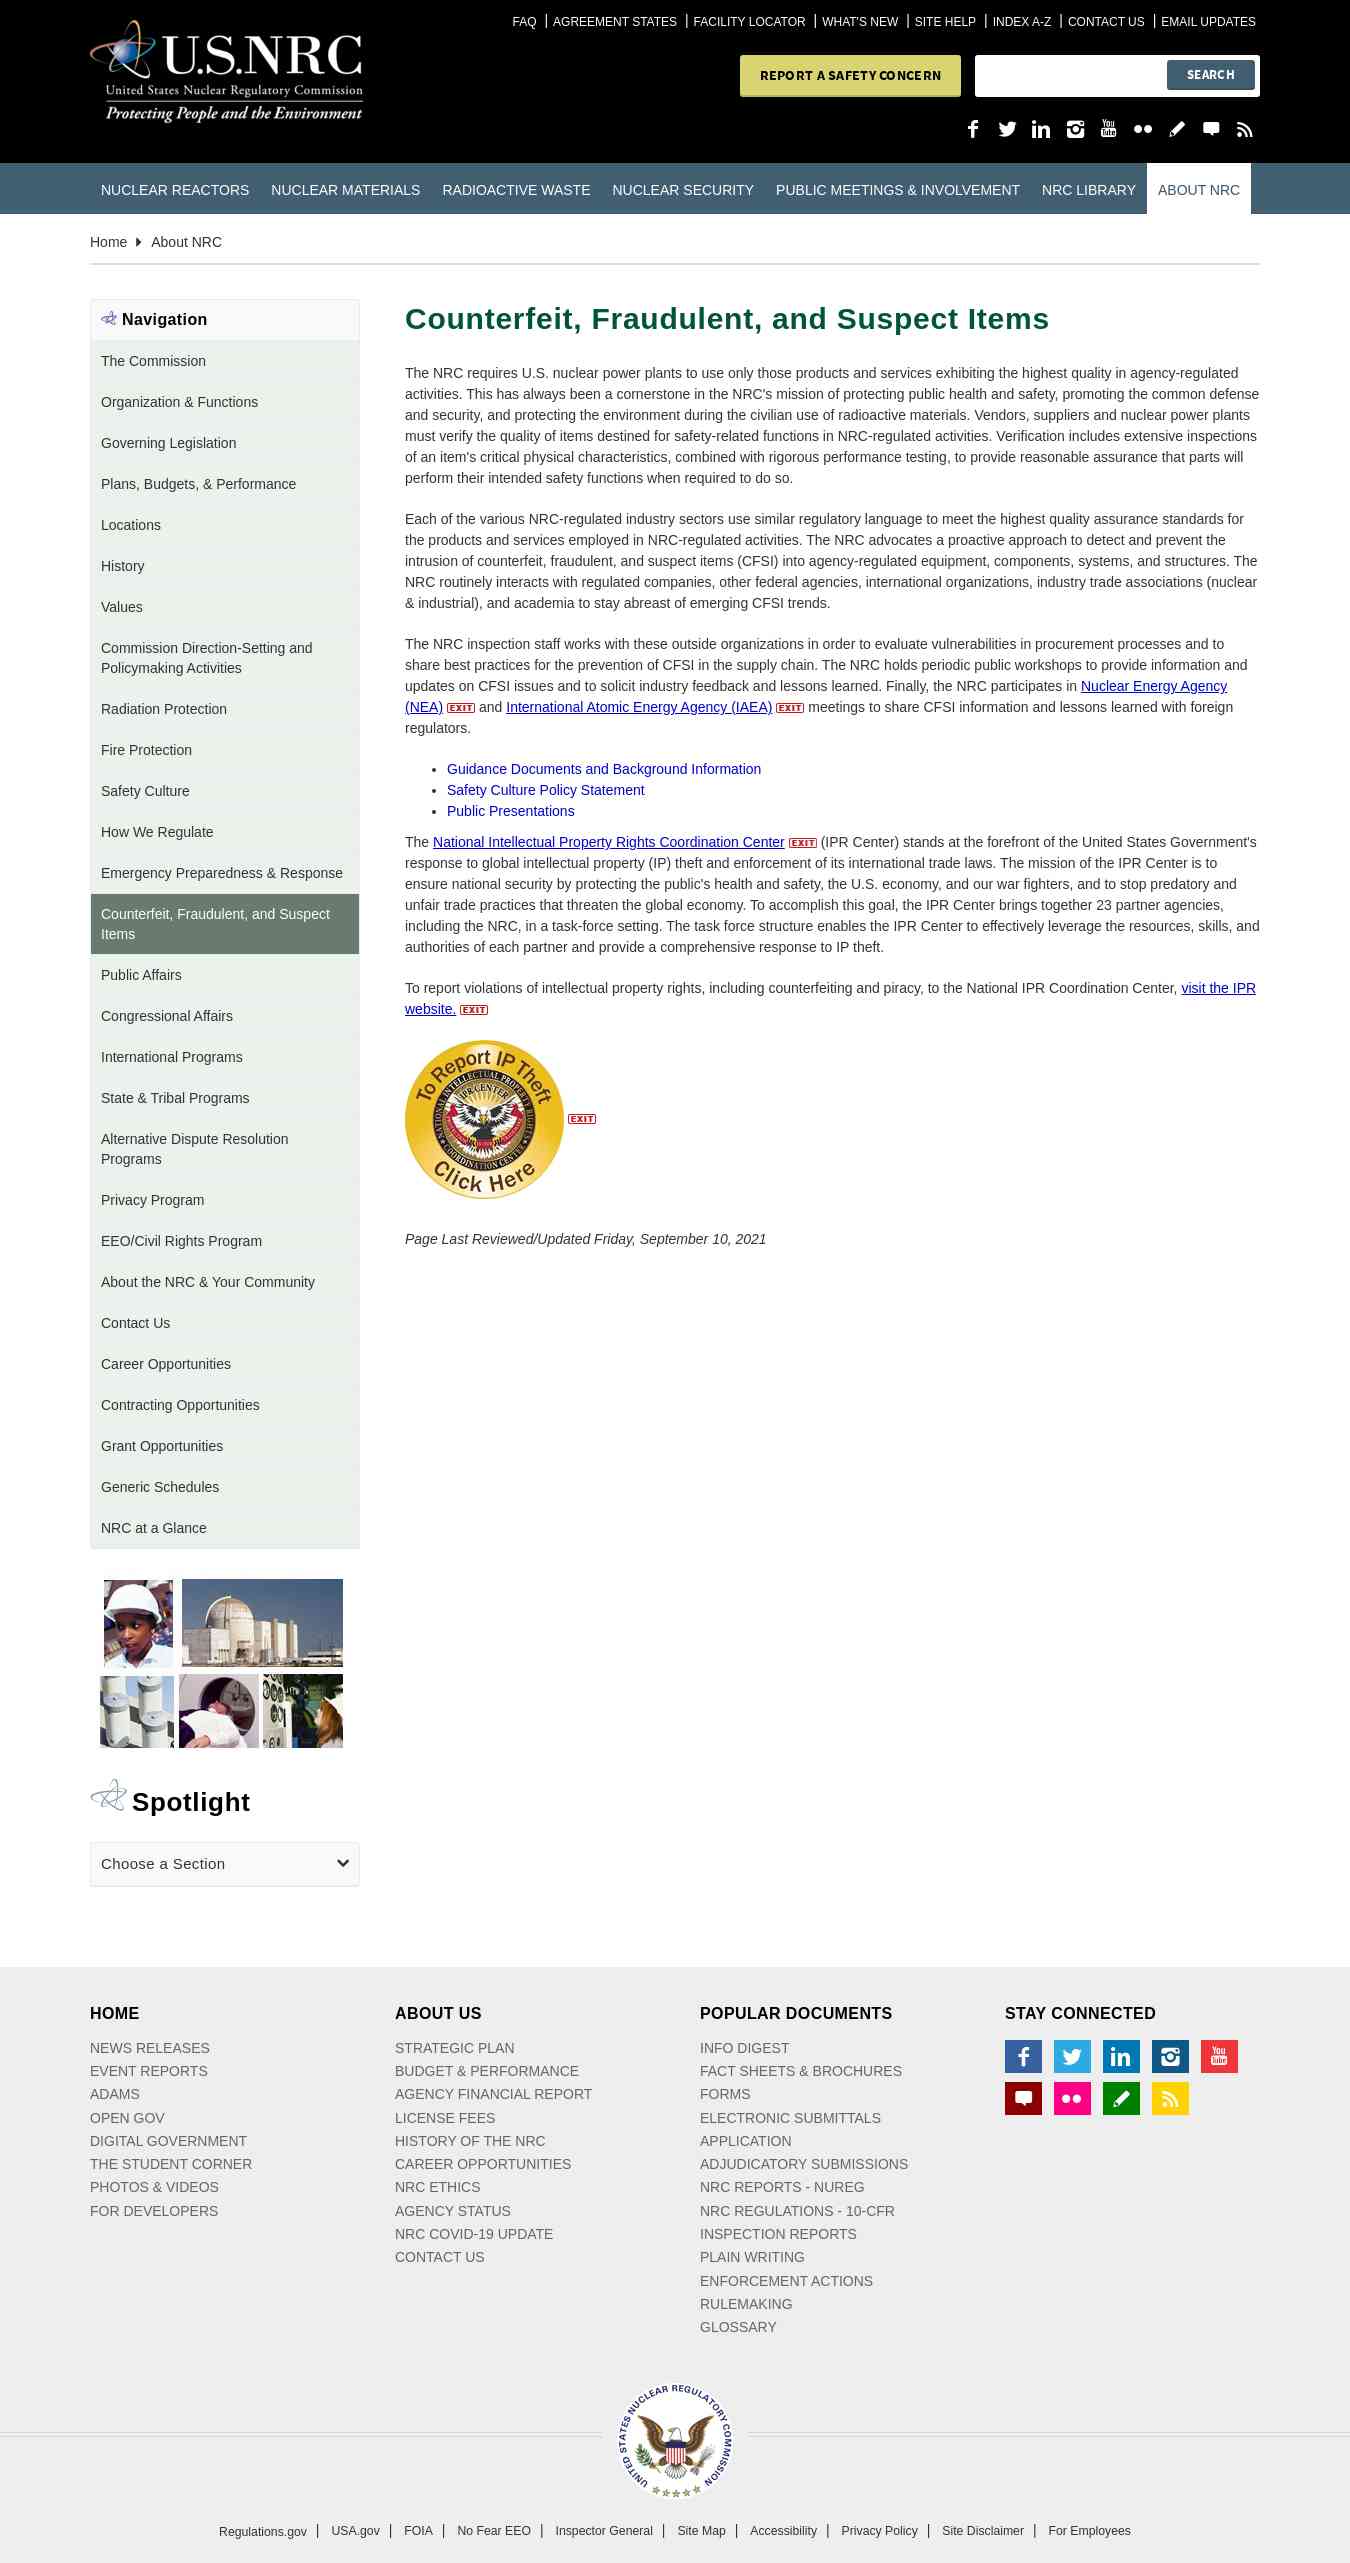 FAQ | AGREEMENT STATES | FACILITY LOCATOR | WHAT'S NEW | SITE HELP | INDEX A-Z | CONTACT US | EMAIL UPDATES
U.S.NRC
United States Nuclear Regulatory Commission
Protecting People and the Environment
REPORT A SAFETY CONCERN
SEARCH
You Tube
NUCLEAR REACTORS NUCLEAR MATERIALS RADIOACTIVE WASTE NUCLEAR SECURITY PUBLIC MEETINGS & INVOLVEMENT NRC LIBRARY ABOUT NRC
Home About NRC
Navigation
The Commission
Organization & Functions
Governing Legislation
Plans, Budgets, & Performance
Locations
History
Values
Commission Direction-Setting and
Policymaking Activities
Radiation Protection
Fire Protection
Safety Culture
How We Regulate
Emergency Preparedness & Response
Counterfeit, Fraudulent, and Suspect
Items
Public Affairs
Congressional Affairs
International Programs
State & Tribal Programs
Alternative Dispute Resolution
Programs
Privacy Program
EEO/Civil Rights Program
About the NRC & Your Community
Contact Us
Career Opportunities
Contracting Opportunities
Grant Opportunities
Generic Schedules
NRC at a Glance
Spotlight
Choose a Section
Counterfeit, Fraudulent, and Suspect Items
The NRC requires U.S. nuclear power plants to use only those products and services exhibiting the highest quality in agency-regulated
activities. This has always been a cornerstone in the NRC's mission of protecting public health and safety, promoting the common defense
and security, and protecting the environment during the civilian use of radioactive materials. Vendors, suppliers and nuclear power plants
must verify the quality of items destined for safety-related functions in NRC-regulated activities. Verification includes extensive inspections
of an item's critical physical characteristics, combined with rigorous performance testing, to provide reasonable assurance that parts will
perform their intended safety functions when required to do so.
Each of the various NRC-regulated industry sectors use similar regulatory language to meet the highest quality assurance standards for
the products and services employed in NRC-regulated activities. The NRC advocates a proactive approach to detect and prevent the
intrusion of counterfeit, fraudulent, and suspect items (CFSI) into agency-regulated equipment, components, systems, and structures. The
NRC routinely interacts with regulated companies, other federal agencies, international organizations, industry trade associations (nuclear
& industrial), and academia to stay abreast of emerging CFSI trends.
The NRC inspection staff works with these outside organizations in order to evaluate vulnerabilities in procurement processes and to
share best practices for the prevention of CFSI in the supply chain. The NRC holds periodic public workshops to provide information and
updates on CFSI issues and to solicit industry feedback and lessons learned. Finally, the NRC participates in Nuclear Energy Agency
(NEA) EXIT and International Atomic Energy Agency (IAEA) EXIT meetings to share CFSI information and lessons learned with foreign
regulators.
• Guidance Documents and Background Information
• Safety Culture Policy Statement
• Public Presentations
The National Intellectual Property Rights Coordination Center EXIT (IPR Center) stands at the forefront of the United States Government's
response to global intellectual property (IP) theft and enforcement of its international trade laws. The mission of the IPR Center is to
ensure national security by protecting the public's health and safety, the U.S. economy, and our war fighters, and to stop predatory and
unfair trade practices that threaten the global economy. To accomplish this goal, the IPR Center brings together 23 partner agencies,
including the NRC, in a task-force setting. The task force structure enables the IPR Center to effectively leverage the resources, skills, and
authorities of each partner and provide a comprehensive response to IP theft.
To report violations of intellectual property rights, including counterfeiting and piracy, to the National IPR Coordination Center, visit the IPR
website. EXIT
To Report IP Theft
NATIONAL INTELLECTUAL PROPERTY RIGHTS
IPR CENTER
COORDINATION CENTER
Click Here
EXIT
Page Last Reviewed/Updated Friday, September 10, 2021
HOME
NEWS RELEASES
EVENT REPORTS
ADAMS
OPEN GOV
DIGITAL GOVERNMENT
THE STUDENT CORNER
PHOTOS & VIDEOS
FOR DEVELOPERS
ABOUT US
STRATEGIC PLAN
BUDGET & PERFORMANCE
AGENCY FINANCIAL REPORT
LICENSE FEES
HISTORY OF THE NRC
CAREER OPPORTUNITIES
NRC ETHICS
AGENCY STATUS
NRC COVID-19 UPDATE
CONTACT US
POPULAR DOCUMENTS
INFO DIGEST
FACT SHEETS & BROCHURES
FORMS
ELECTRONIC SUBMITTALS
APPLICATION
ADJUDICATORY SUBMISSIONS
NRC REPORTS - NUREG
NRC REGULATIONS - 10-CFR
INSPECTION REPORTS
PLAIN WRITING
ENFORCEMENT ACTIONS
RULEMAKING
GLOSSARY
STAY CONNECTED
You Tube
UNITED STATES NUCLEAR REGULATORY COMMISSION
Regulations.gov | USA.gov | FOIA | No Fear EEO | Inspector General | Site Map | Accessibility | Privacy Policy | Site Disclaimer | For Employees